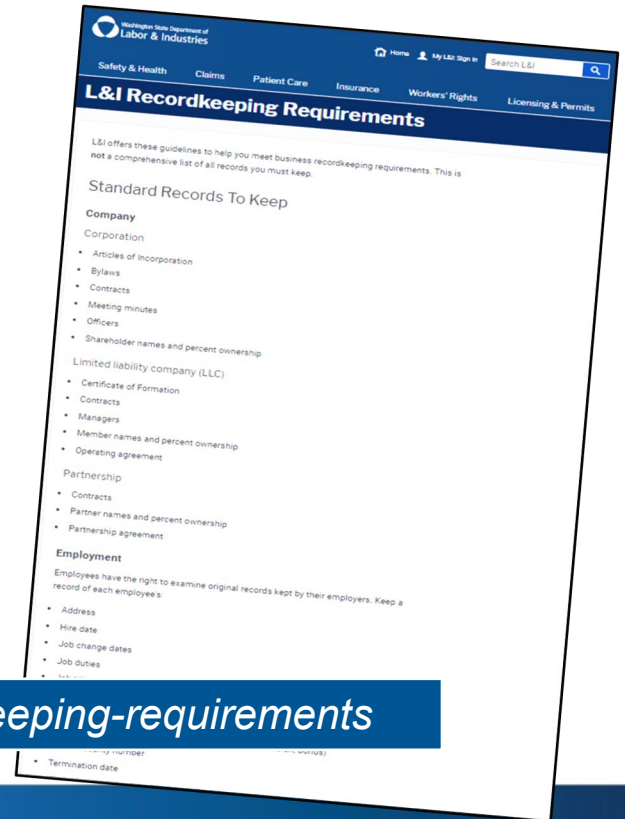 Washington State Department of
Labor & Industries
Home My L&I: Sign In Search L&I
Safety & Health Claims Patient Care Insurance Workers' Rights Licensing & Permits
L&I Recordkeeping Requirements
L&I offers these guidelines to help you meet business recordkeeping requirements. This is
not a comprehensive list of all records you must keep.
Standard Records To Keep
Company
Corporation
• Articles of Incorporation
• Bylaws
• Contracts
• Meeting minutes
• Officers
• Shareholder names and percent ownership
Limited liability company (LLC)
• Certificate of Formation
• Contracts
• Managers
• Member names and percent ownership
• Operating agreement
Partnership
• Contracts
• Partner names and percent ownership
• Partnership agreement
Employment
Employees have the right to examine original records kept by their employers. Keep a
record of each employee's:
• Address
• Hire date
• Job change dates
• Job duties
eeping-requirements
number
• Termination date